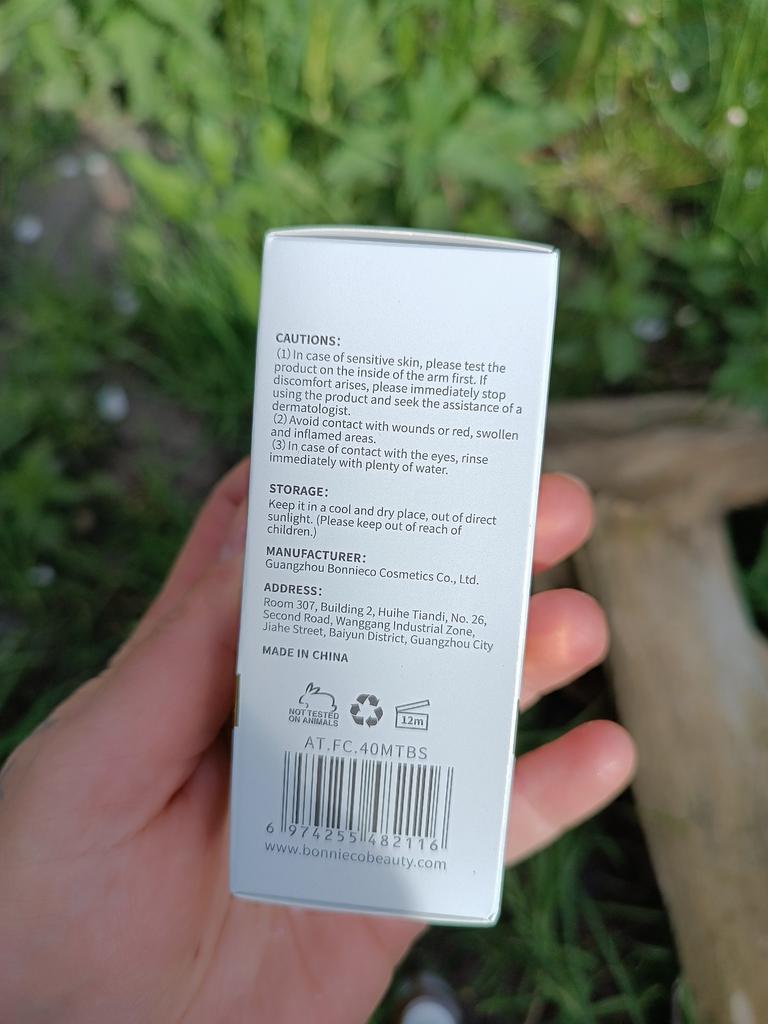 CAUTIONS:
(1) In case of sensitive skin, please test the
product on the inside of the arm first. If
discomfort arises, please immediately stop
using the product and seek the assistance of a
dermatologist.
(2) Avoid contact with wounds or red, swollen
and inflamed areas.
(3) In case of contact with the eyes, rinse
immediately with plenty of water.
STORAGE:
Keep it in a cool and dry place, out of direct
sunlight. (Please keep out of reach of
children.)
MANUFACTURER:
Guangzhou Bonnieco Cosmetics Co., Ltd.
ADDRESS:
Room 307, Building 2, Huihe Tiandi, No. 26,
Second Road, Wanggang Industrial Zone,
Jiahe Street, Baiyun District, Guangzhou City
MADE IN CHINA
NOT TESTED
ON ANIMALS
12m
AT.FC.40MTBS
6 974255 482116
www.bonniecobeauty.com